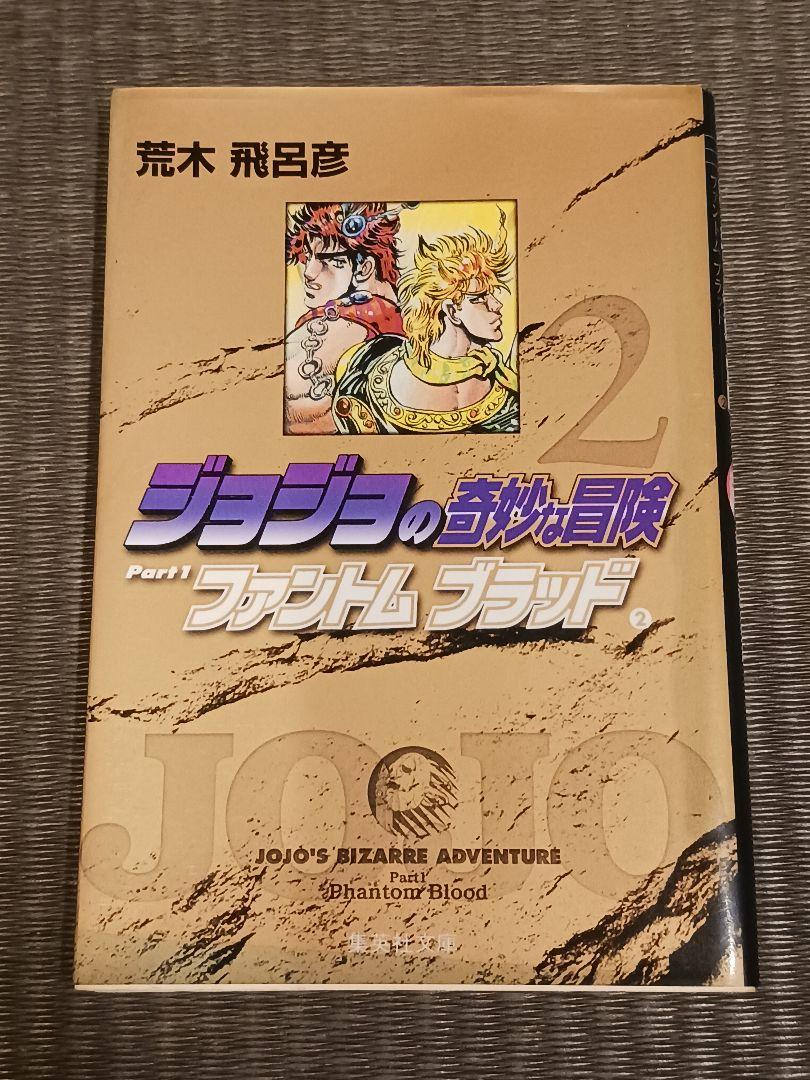 荒木 飛呂彦
2
ジョジョの奇妙な冒険
Part1
ファントム ブラッド 2
JOJO
JOJO'S BIZARRE ADVENTURE
Part1
Phantom Blood
集英社文庫